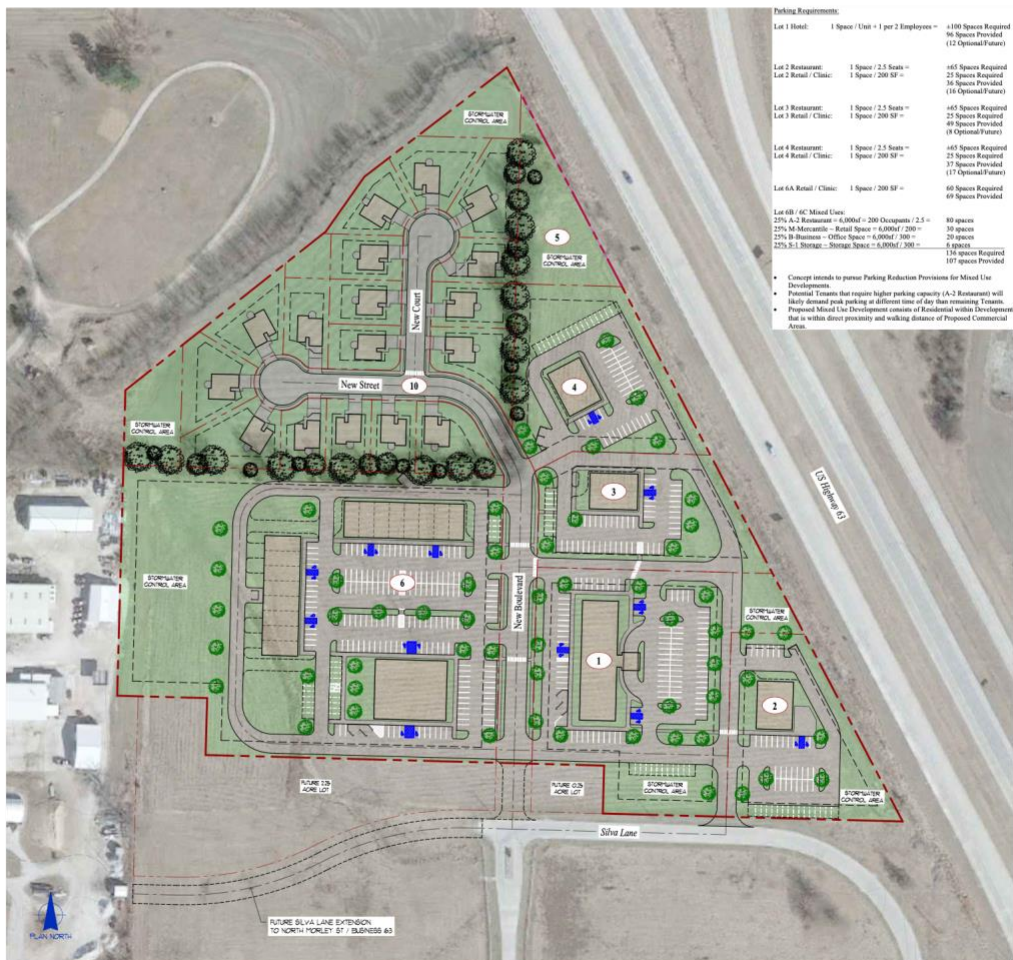 Parking Requirements:
Lot 1 Hotel: 1 Space / Unit + 1 per 2 Employees = ±100 Spaces Required
96 Spaces Provided
(12 Optional/Future)
Lot 2 Restaurant: 1 Space / 2.5 Seats = ±65 Spaces Required
Lot 2 Retail / Clinic: 1 Space / 200 SF = 25 Spaces Required
36 Spaces Provided
(16 Optional/Future)
Lot 3 Restaurant: 1 Space / 2.5 Seats = ±65 Spaces Required
Lot 3 Retail / Clinic: 1 Space / 200 SF = 25 Spaces Required
49 Spaces Provided
(8 Optional/Future)
Lot 4 Restaurant: 1 Space / 2.5 Seats = ±65 Spaces Required
Lot 4 Retail / Clinic: 1 Space / 200 SF = 25 Spaces Required
37 Spaces Provided
(17 Optional/Future)
Lot 6A Retail / Clinic: 1 Space / 200 SF = 60 Spaces Required
69 Spaces Provided
Lot 6B / 6C Mixed Uses:
25% A-2 Restaurant = 6,000sf = 200 Occupants / 2.5 = 80 spaces
25% M-Mercantile – Retail Space = 6,000sf / 200 = 30 spaces
25% B-Business – Office Space = 6,000sf / 300 = 20 spaces
25% S-1 Storage – Storage Space = 6,000sf / 300 = 6 spaces
136 spaces Required
107 spaces Provided
• Concept intends to pursue Parking Reduction Provisions for Mixed Use
Developments.
• Potential Tenants that require higher parking capacity (A-2 Restaurant) will
likely demand peak parking at different time of day than remaining Tenants.
• Proposed Mixed Use Development consists of Residential within Development
that is within direct proximity and walking distance of Proposed Commercial
Areas.
STORMWATER
CONTROL AREA
5
STORMWATER
CONTROL AREA
New Court
New Street
10
4
STORMWATER
CONTROL AREA
US Highway 63
3
STORMWATER
CONTROL AREA
6
New Boulevard
STORMWATER
CONTROL AREA
1
2
FUTURE 2.25
ACRE LOT
FUTURE 0.25
ACRE LOT
STORMWATER
CONTROL AREA
STORMWATER
CONTROL AREA
Silva Lane
FUTURE SILVA LANE EXTENSION
TO NORTH MORLEY ST / BUSINESS 63
PLAN NORTH